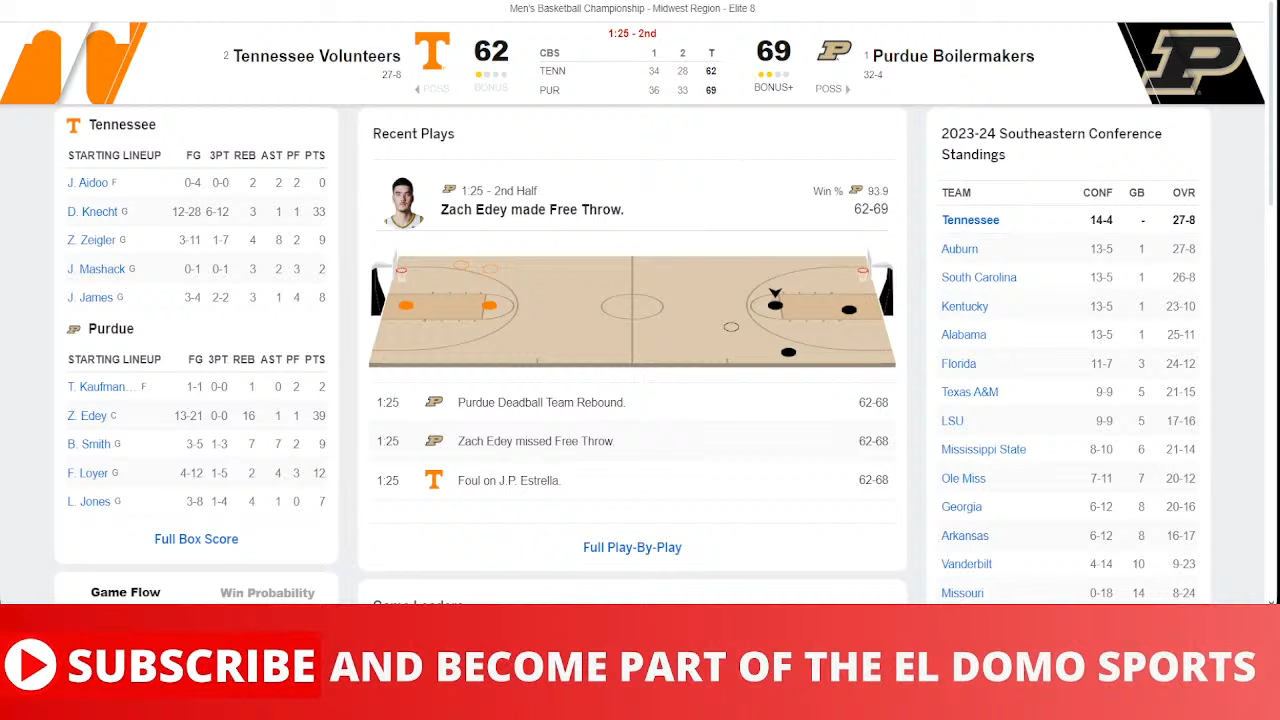 Men's Basketball Championship - Midwest Region - Elite 8
2 Tennessee Volunteers
27-8
T
62
BONUS
POSS
1:25 - 2nd
CBS 1 2 T
TENN 34 28 62
PUR 36 33 69
69
BONUS+
P
POSS
1 Purdue Boilermakers
32-4
P
Tennessee
STARTING LINEUP FG 3PT REB AST PF PTS
J. Aidoo F 0-4 0-0 2 2 2 0
D. Knecht G 12-28 6-12 3 1 1 33
Z. Zeigler G 3-11 1-7 4 8 2 9
J. Mashack G 0-1 0-1 3 2 3 2
J. James G 3-4 2-2 3 1 4 8
Purdue
STARTING LINEUP FG 3PT REB AST PF PTS
T. Kaufman... F 1-1 0-0 1 0 2 2
Z. Edey C 13-21 0-0 16 1 1 39
B. Smith G 3-5 1-3 7 7 2 9
F. Loyer G 4-12 1-5 2 4 3 12
L. Jones G 3-8 1-4 4 1 0 7
Full Box Score
Game Flow Win Probability
Recent Plays
1:25 - 2nd Half
Zach Edey made Free Throw.
Win % 93.9
62-69
1:25 Purdue Deadball Team Rebound. 62-68
1:25 Zach Edey missed Free Throw. 62-68
1:25 Foul on J.P. Estrella. 62-68
Full Play-By-Play
Game Leaders
2023-24 Southeastern Conference
Standings
TEAM CONF GB OVR
Tennessee 14-4 - 27-8
Auburn 13-5 1 27-8
South Carolina 13-5 1 26-8
Kentucky 13-5 1 23-10
Alabama 13-5 1 25-11
Florida 11-7 3 24-12
Texas A&M 9-9 5 21-15
LSU 9-9 5 17-16
Mississippi State 8-10 6 21-14
Ole Miss 7-11 7 20-12
Georgia 6-12 8 20-16
Arkansas 6-12 8 16-17
Vanderbilt 4-14 10 9-23
Missouri 0-18 14 8-24
SUBSCRIBE AND BECOME PART OF THE EL DOMO SPORTS